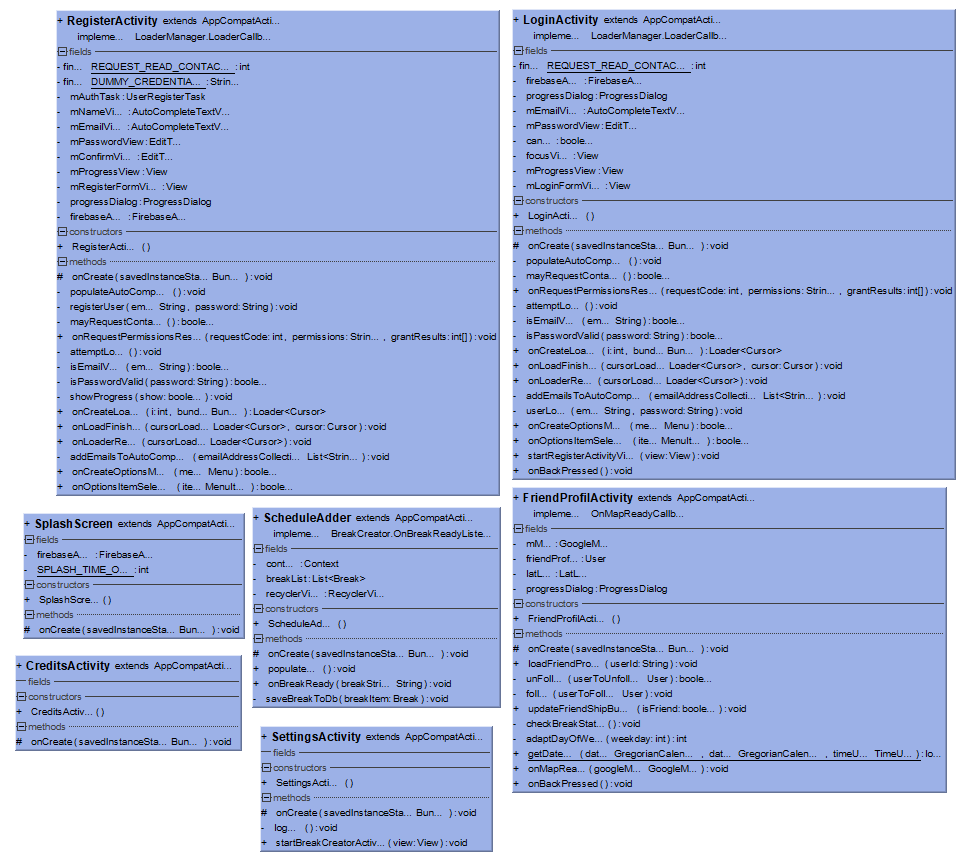 + RegisterActivity extends AppCompatActi...
impleme... LoaderManager.LoaderCallb...
fields
- fin... REQUEST_READ_CONTAC... : int
- fin... DUMMY_CREDENTIA... : Strin...
- mAuthTask : UserRegisterTask
- mNameVi... : AutoCompleteTextV...
- mEmailVi... : AutoCompleteTextV...
- mPasswordView : EditT...
- mConfirmVi... : EditT...
- mProgressView : View
- mRegisterFormVi... : View
- progressDialog : ProgressDialog
- firebaseA... : FirebaseA...
constructors
+ RegisterActi... ( )
methods
# onCreate ( savedInstanceSta... Bun... ) : void
- populateAutoComp... ( ) : void
- registerUser ( em... String , password : String ) : void
- mayRequestConta... ( ) : boole...
+ onRequestPermissionsRes... ( requestCode : int , permissions : Strin... , grantResults : int[] ) : void
- attemptLo... ( ) : void
- isEmailV... ( em... String ) : boole...
- isPasswordValid ( password : String ) : boole...
- showProgress ( show : boole... ) : void
+ onCreateLoa... ( i : int , bund... Bun... ) : Loader<Cursor>
+ onLoadFinish... ( cursorLoad... Loader<Cursor> , cursor : Cursor ) : void
+ onLoaderRe... ( cursorLoad... Loader<Cursor> ) : void
- addEmailsToAutoComp... ( emailAddressCollecti... List<Strin... ) : void
+ onCreateOptionsM... ( me... Menu ) : boole...
+ onOptionsItemSele... ( ite... MenuIt... ) : boole...
+ LoginActivity extends AppCompatActi...
impleme... LoaderManager.LoaderCallb...
fields
- fin... REQUEST_READ_CONTAC... : int
- firebaseA... : FirebaseA...
- progressDialog : ProgressDialog
- mEmailVi... : AutoCompleteTextV...
- mPasswordView : EditT...
- can... : boole...
- focusVi... : View
- mProgressView : View
- mLoginFormVi... : View
constructors
+ LoginActi... ( )
methods
# onCreate ( savedInstanceSta... Bun... ) : void
- populateAutoComp... ( ) : void
- mayRequestConta... ( ) : boole...
+ onRequestPermissionsRes... ( requestCode : int , permissions : Strin... , grantResults : int[] ) : void
- attemptLo... ( ) : void
- isEmailV... ( em... String ) : boole...
- isPasswordValid ( password : String ) : boole...
+ onCreateLoa... ( i : int , bund... Bun... ) : Loader<Cursor>
+ onLoadFinish... ( cursorLoad... Loader<Cursor> , cursor : Cursor ) : void
+ onLoaderRe... ( cursorLoad... Loader<Cursor> ) : void
- addEmailsToAutoComp... ( emailAddressCollecti... List<Strin... ) : void
- userLo... ( em... String , password : String ) : void
+ onCreateOptionsM... ( me... Menu ) : boole...
+ onOptionsItemSele... ( ite... MenuIt... ) : boole...
+ startRegisterActivityVi... ( view : View ) : void
+ onBackPressed ( ) : void
+ SplashScreen extends AppCompatActi...
fields
- firebaseA... : FirebaseA...
- SPLASH_TIME_O... : int
constructors
+ SplashScre... ( )
methods
# onCreate ( savedInstanceSta... Bun... ) : void
+ CreditsActivity extends AppCompatActi...
fields
constructors
+ CreditsActiv... ( )
methods
# onCreate ( savedInstanceSta... Bun... ) : void
+ ScheduleAdder extends AppCompatActi...
impleme... BreakCreator.OnBreakReadyListe...
fields
- cont... : Context
- breakList : List<Break>
- recyclerVi... : RecyclerVi...
constructors
+ ScheduleAd... ( )
methods
# onCreate ( savedInstanceSta... Bun... ) : void
+ populate... ( ) : void
+ onBreakReady ( breakStri... String ) : void
- saveBreakToDb ( breakItem : Break ) : void
+ SettingsActivity extends AppCompatActi...
fields
constructors
+ SettingsActi... ( )
methods
# onCreate ( savedInstanceSta... Bun... ) : void
- log... ( ) : void
+ startBreakCreatorActiv... ( view : View ) : void
+ FriendProfilActivity extends AppCompatActi...
impleme... OnMapReadyCallb...
fields
- mM... : GoogleM...
- friendProf... : User
- latL... : LatL...
- progressDialog : ProgressDialog
constructors
+ FriendProfilActi... ( )
methods
# onCreate ( savedInstanceSta... Bun... ) : void
+ loadFriendPro... ( userId : String ) : void
- unFoll... ( userToUnfoll... User ) : boole...
- foll... ( userToFoll... User ) : void
+ updateFriendShipBu... ( isFriend : boole... ) : void
- checkBreakStat... ( ) : void
- adaptDayOfWe... ( weekday : int ) : int
+ getDate... ( dat... GregorianCalen... , dat... GregorianCalen... , timeU... TimeU... ) : lo...
+ onMapRea... ( googleM... GoogleM... ) : void
+ onBackPressed ( ) : void